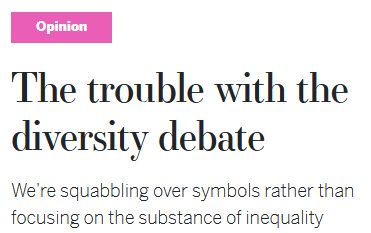 Opinion
The trouble with the
diversity debate
We're squabbling over symbols rather than
focusing on the substance of inequality